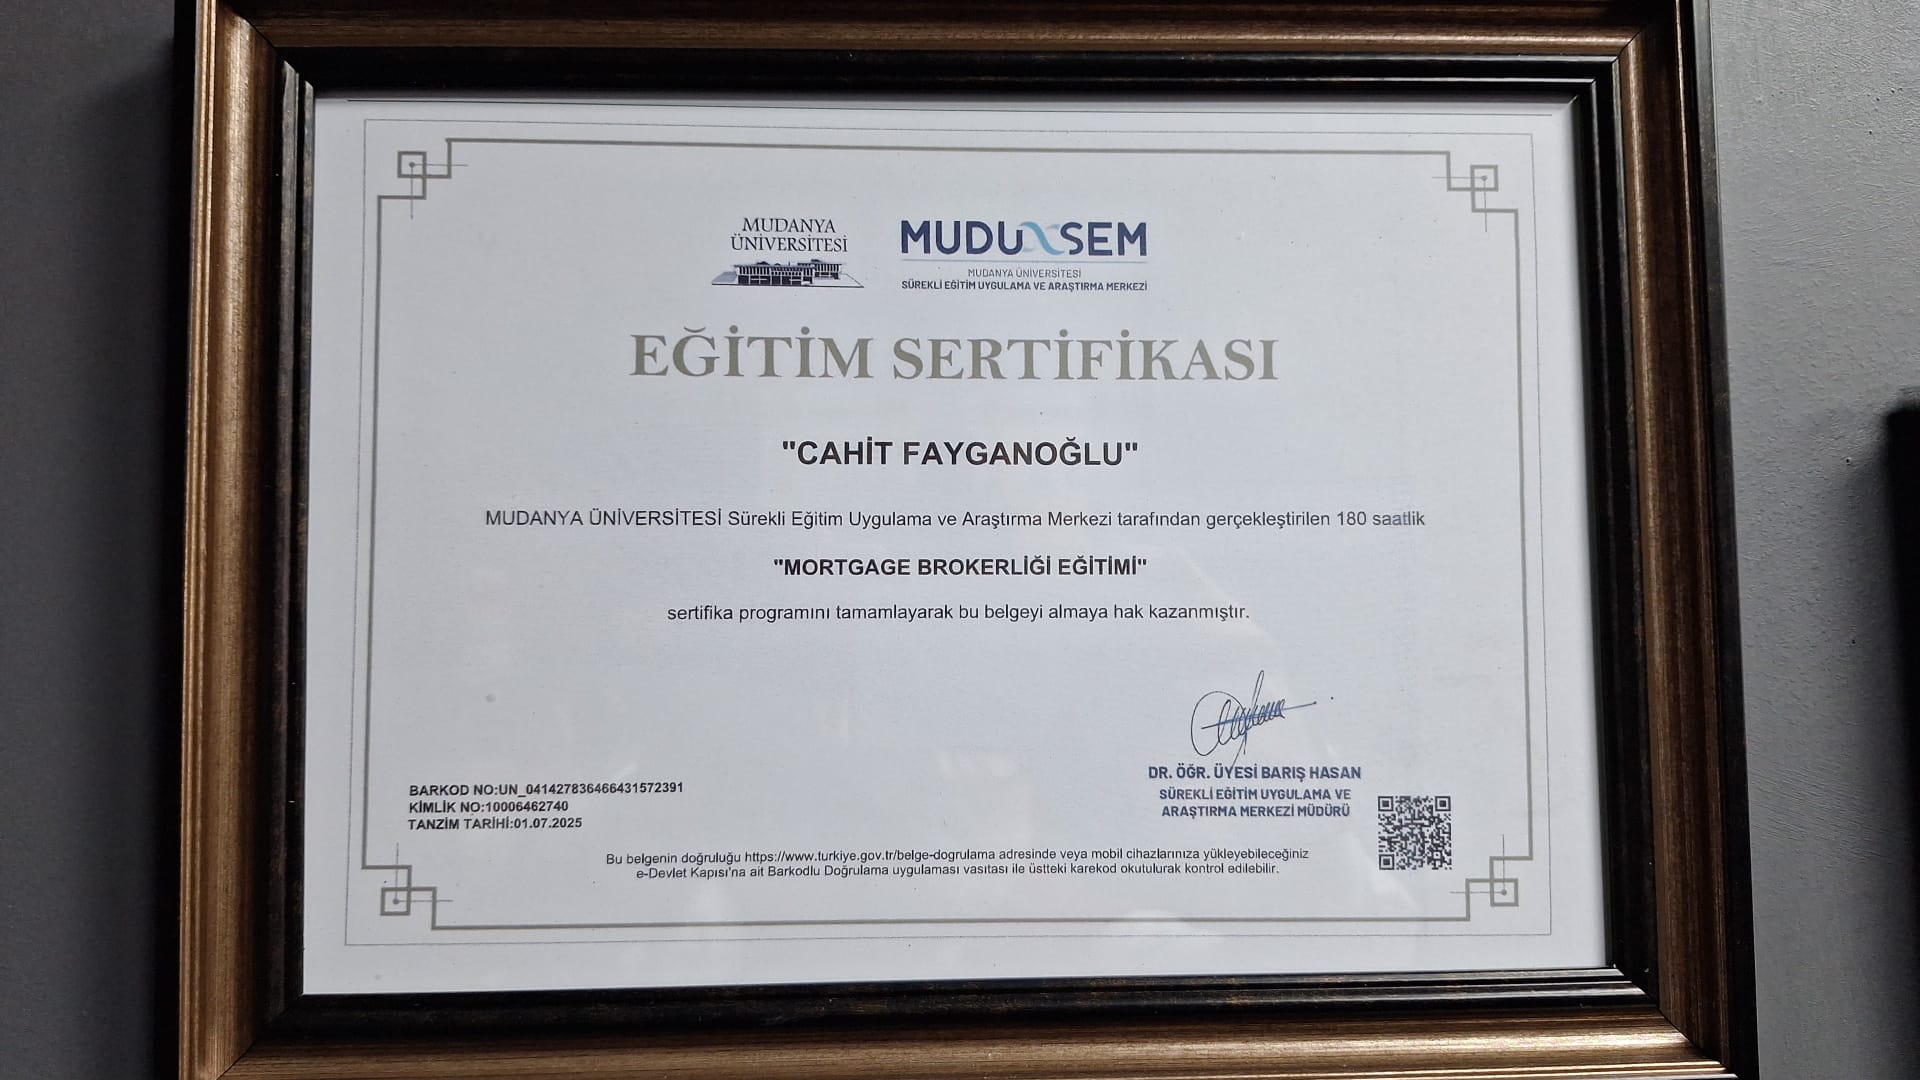 MUDANYA
ÜNİVERSİTESİ
MUDU SEM
MUDANYA ÜNİVERSİTESİ
SÜREKLİ EĞİTİM UYGULAMA VE ARAŞTIRMA MERKEZİ
EĞİTİM SERTİFİKASI
"CAHİT FAYGANOĞLU"
MUDANYA ÜNİVERSİTESİ Sürekli Eğitim Uygulama ve Araştırma Merkezi tarafından gerçekleştirilen 180 saatlik
"MORTGAGE BROKERLİĞİ EĞİTİMİ"
sertifika programını tamamlayarak bu belgeyi almaya hak kazanmıştır.
DR. ÖĞR. ÜYESİ BARIŞ HASAN
SÜREKLİ EĞİTİM UYGULAMA VE
ARAŞTIRMA MERKEZİ MÜDÜRÜ
BARKOD NO:UN_041427836466431572391
KİMLİK NO:10006462740
TANZİM TARİHİ:01.07.2025
Bu belgenin doğruluğu https://www.turkiye.gov.tr/belge-dogrulama adresinde veya mobil cihazlarınıza yükleyebileceğiniz
e-Devlet Kapısı'na ait Barkodlu Doğrulama uygulaması vasıtası ile üstteki karekod okutularak kontrol edilebilir.